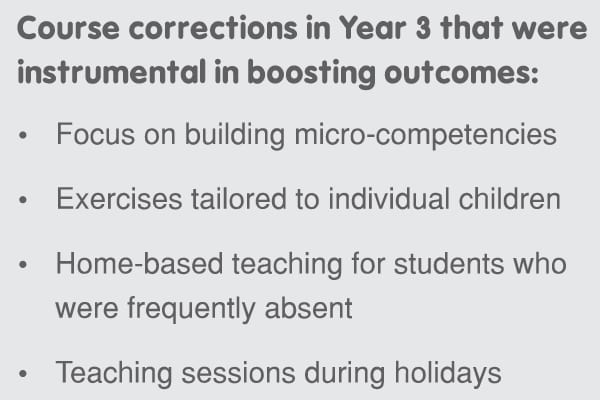 Course corrections in Year 3 that were
instrumental in boosting outcomes:
• Focus on building micro-competencies
• Exercises tailored to individual children
• Home-based teaching for students who
were frequently absent
• Teaching sessions during holidays